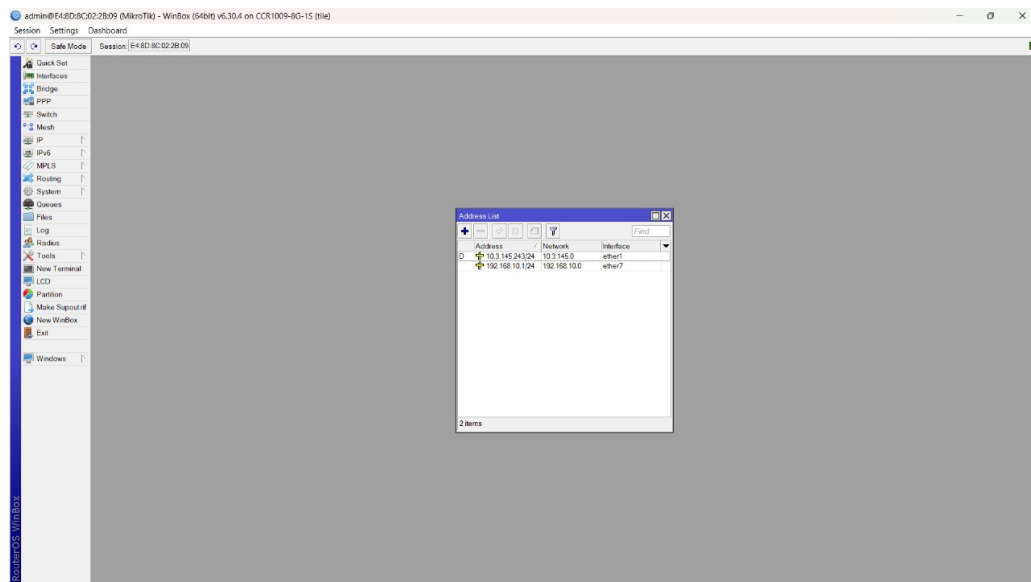 admin@E4:8D:8C:02:2B:09 (MikroTik) - WinBox (64bit) v6.30.4 on CCR1009-8G-1S (tile)
Session Settings Dashboard
Safe Mode Session: E4:8D:8C:02:2B:09
Quick Set
Interfaces
Bridge
PPP
Switch
Mesh
IP
IPv6
MPLS
Routing
System
Queues
Files
Log
Radius
Tools
New Terminal
LCD
Partition
Make Supout.rif
New WinBox
Exit
Windows
RouterOS WinBox
Address List
Find
Address Network Interface
D 10.3.145.243/24 10.3.145.0 ether1
192.168.10.1/24 192.168.10.0 ether7
2 items